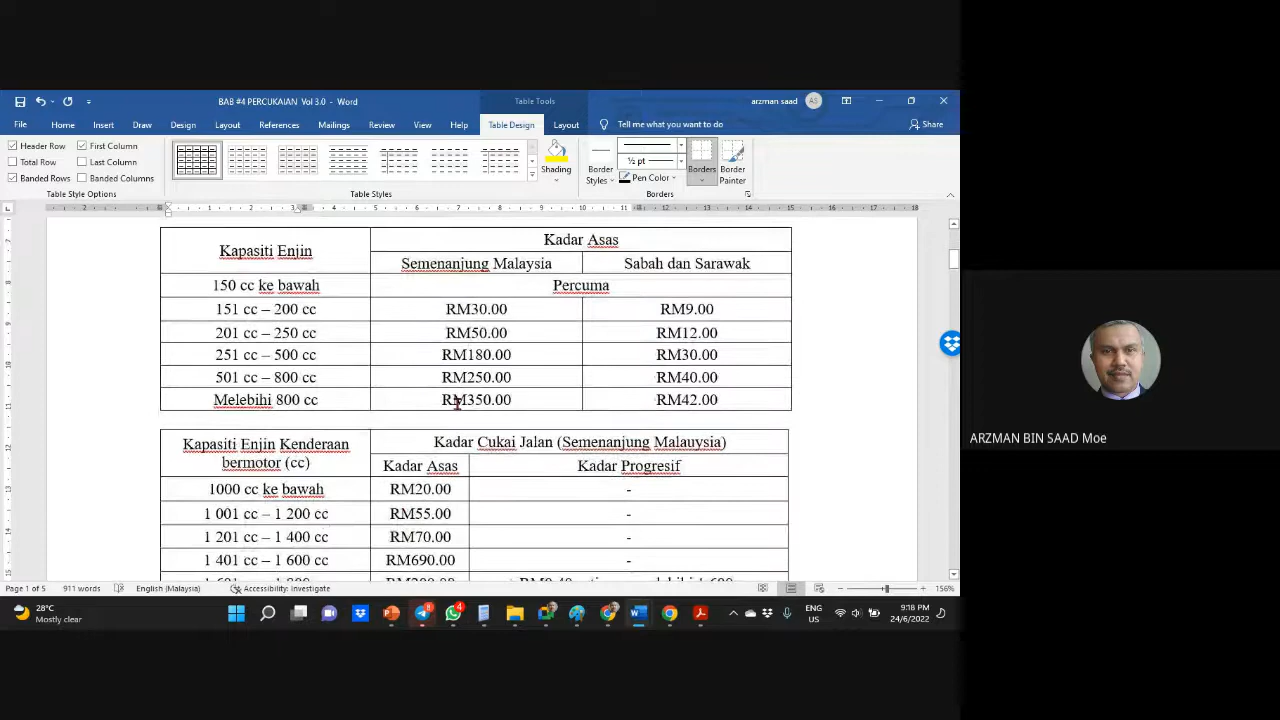 BAB #4 PERCUKAIAN Vol 3.0 - Word
Table Tools
arzman saad
AS
File Home Insert Draw Design Layout References Mailings Review View Help Table Design Layout Tell me what you want to do Share
Header Row First Column
Total Row Last Column
Banded Rows Banded Columns
Table Style Options
Table Styles
Shading
Border Styles
½ pt
Pen Color
Borders
Border Painter
Borders
Kapasiti Enjin
Kadar Asas
Semenanjung Malaysia Sabah dan Sarawak
150 cc ke bawah Percuma
151 cc – 200 cc RM30.00 RM9.00
201 cc – 250 cc RM50.00 RM12.00
251 cc – 500 cc RM180.00 RM30.00
501 cc – 800 cc RM250.00 RM40.00
Melebihi 800 cc RM350.00 RM42.00
Kapasiti Enjin Kenderaan bermotor (cc)
Kadar Cukai Jalan (Semenanjung Malauysia)
Kadar Asas Kadar Progresif
1000 cc ke bawah RM20.00 -
1 001 cc – 1 200 cc RM55.00 -
1 201 cc – 1 400 cc RM70.00 -
1 401 cc – 1 600 cc RM690.00 -
Page 1 of 5 911 words English (Malaysia) Accessibility: Investigate 156%
28°C
Mostly clear
ENG
US
9:18 PM
24/6/2022
ARZMAN BIN SAAD Moe